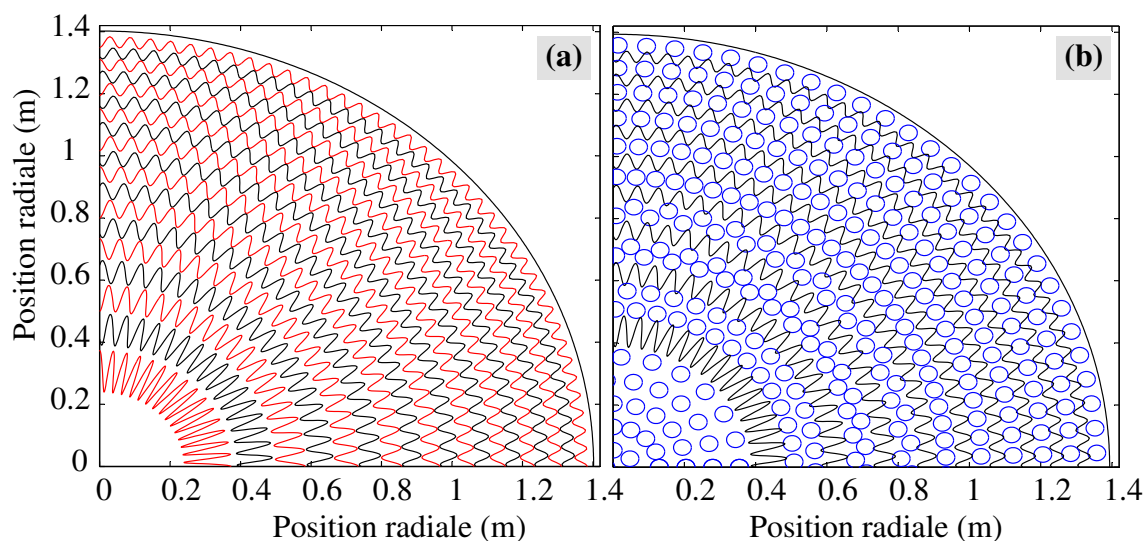 (a)
1.4
1.2
1
0.8
0.6
0.4
0.2
0
Position radiale (m)
0 0.2 0.4 0.6 0.8 1 1.2 1.4
Position radiale (m)
(b)
0.2 0.4 0.6 0.8 1 1.2 1.4
Position radiale (m)